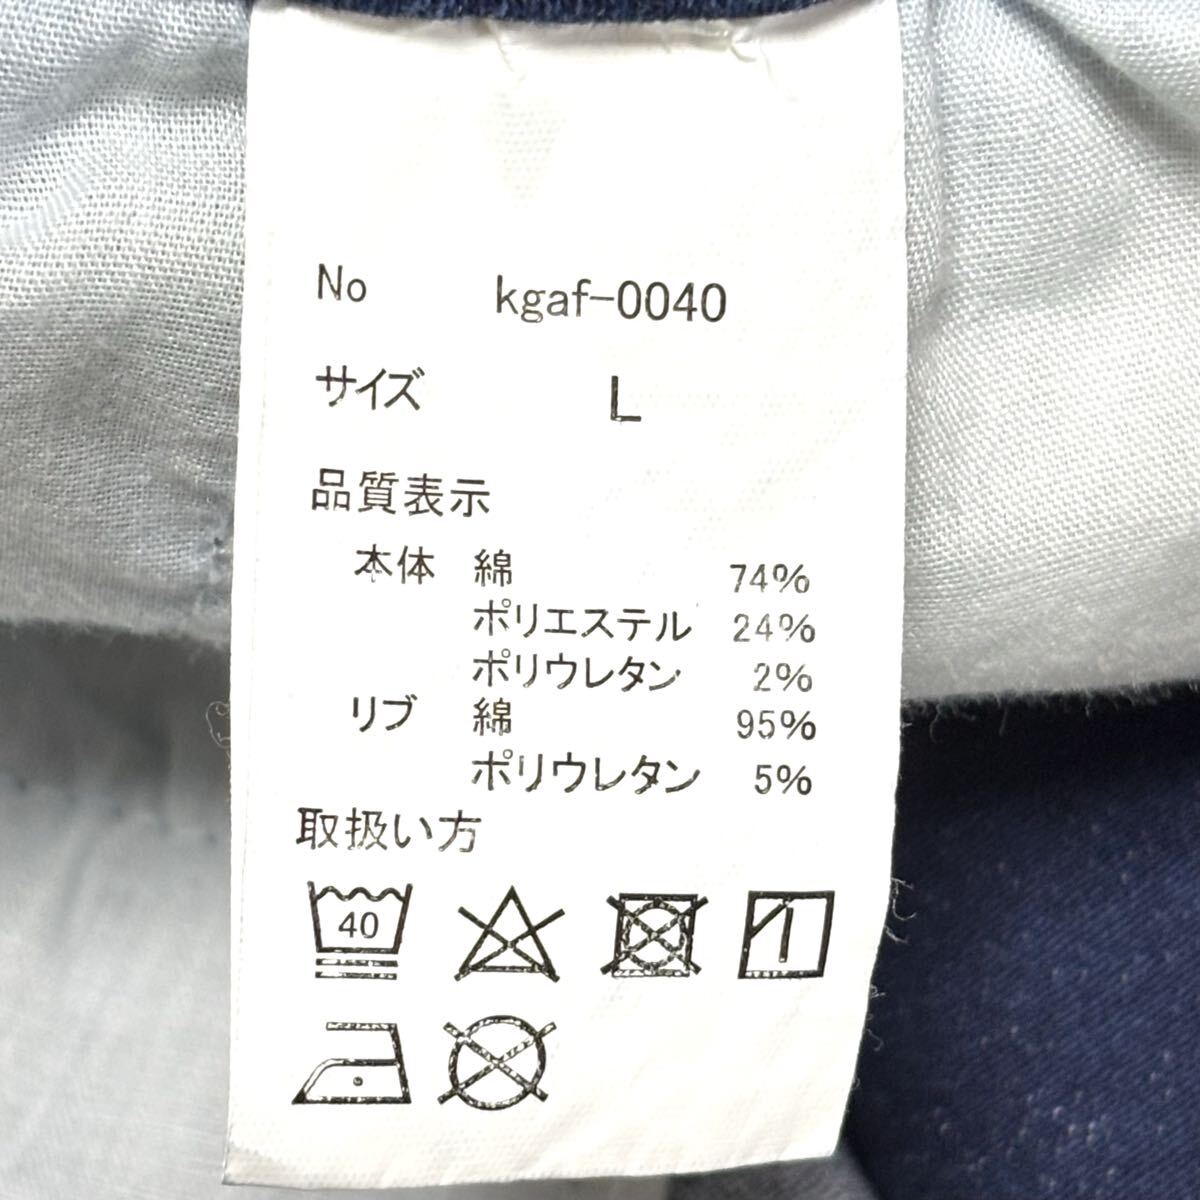 No kgaf-0040
サイズ L
品質表示
本体 綿 74%
ポリエステル 24%
ポリウレタン 2%
リブ 綿 95%
ポリウレタン 5%
取扱い方
40